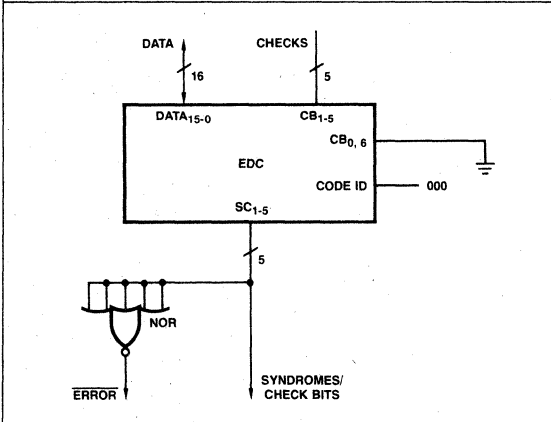 DATA
CHECKS
16
5
DATA15-0
CB1-5
CB0, 6
EDC
CODE ID
000
SC1-5
5
NOR
ERROR
SYNDROMES/
CHECK BITS